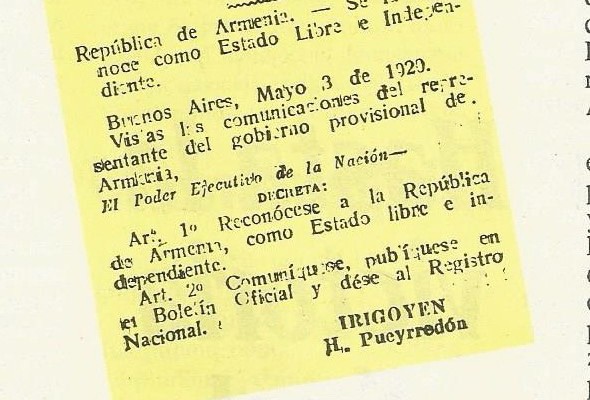 República de Armenia. — Se
noce como Estado Libre e Indepen-
diente.
Buenos Aires, Mayo 3 de 1920.
Vistas las comunicaciones del repre-
sentante del gobierno provisional de
Armenia,
El Poder Ejecutivo de la Nación—
DECRETA:
Art. 1º Reconócese a la República
de Armenia, como Estado libre e in-
dependiente.
Art. 2º Comuníquese, publíquese en
el Boletín Oficial y dése al Registro
Nacional.
IRIGOYEN
H. Pueyrredón